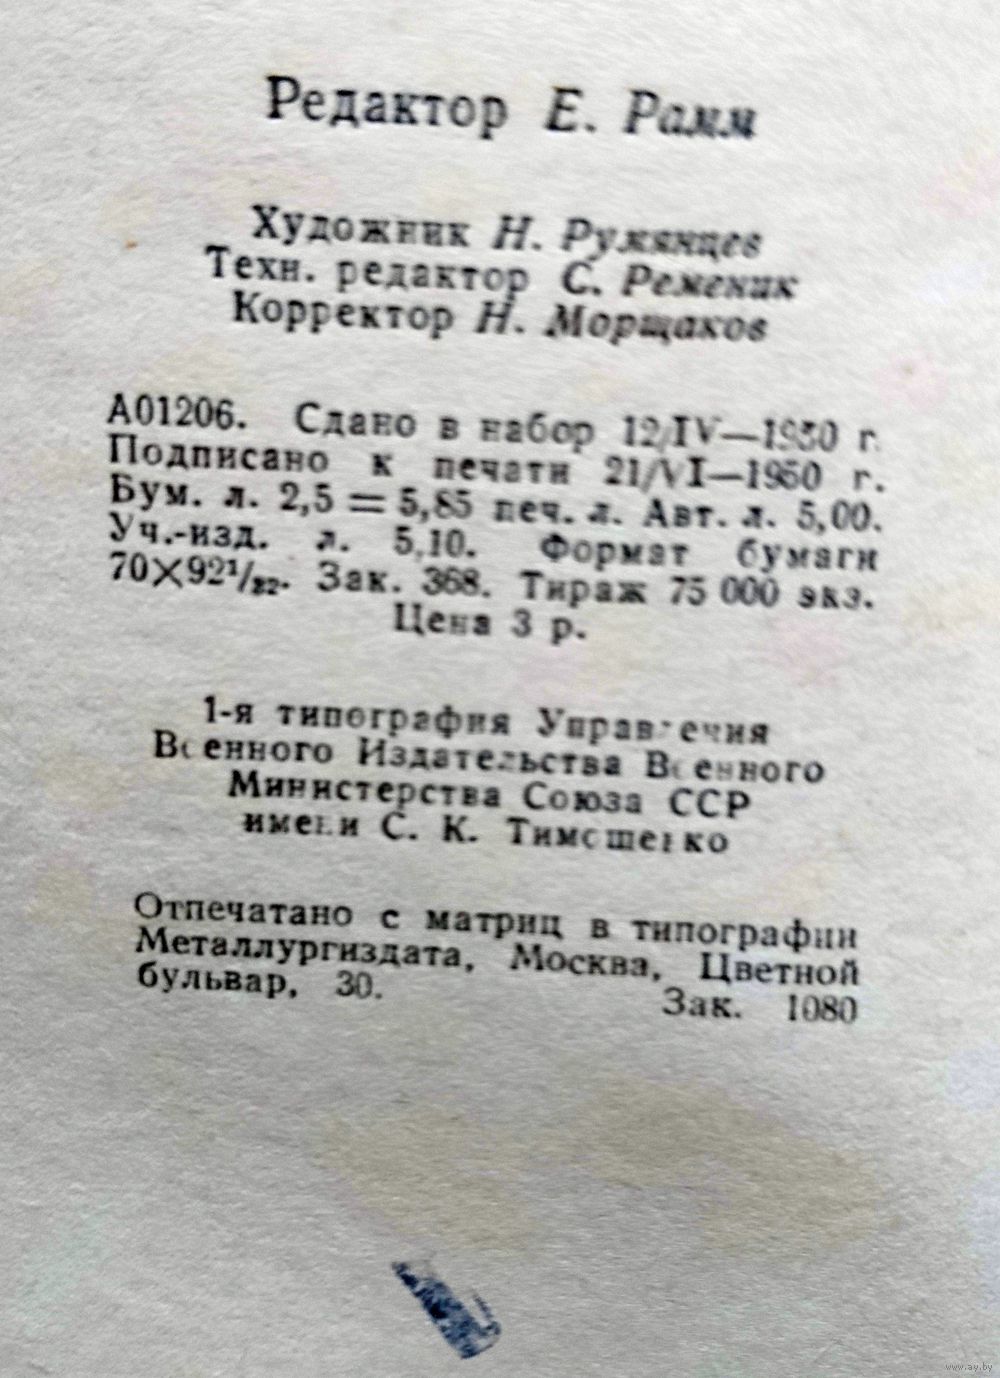 Редактор Е. Рамм
Художник Н. Румянцев
Техн. редактор С. Ременик
Корректор Н. Морщаков
А01206. Сдано в набор 12/IV—1950 г.
Подписано к печати 21/VI—1950 г.
Бум. л. 2,5 = 5,85 печ. л. Авт. л. 5,00.
Уч.-изд. л. 5,10. Формат бумаги
70×92¹/₃₂. Зак. 368. Тираж 75 000 экз.
Цена 3 р.
1-я типография Управления
Военного Издательства Военного
Министерства Союза ССР
имени С. К. Тимошенко
Отпечатано с матриц в типографии
Металлургиздата, Москва, Цветной
бульвар, 30. Зак. 1080
www.ay.by